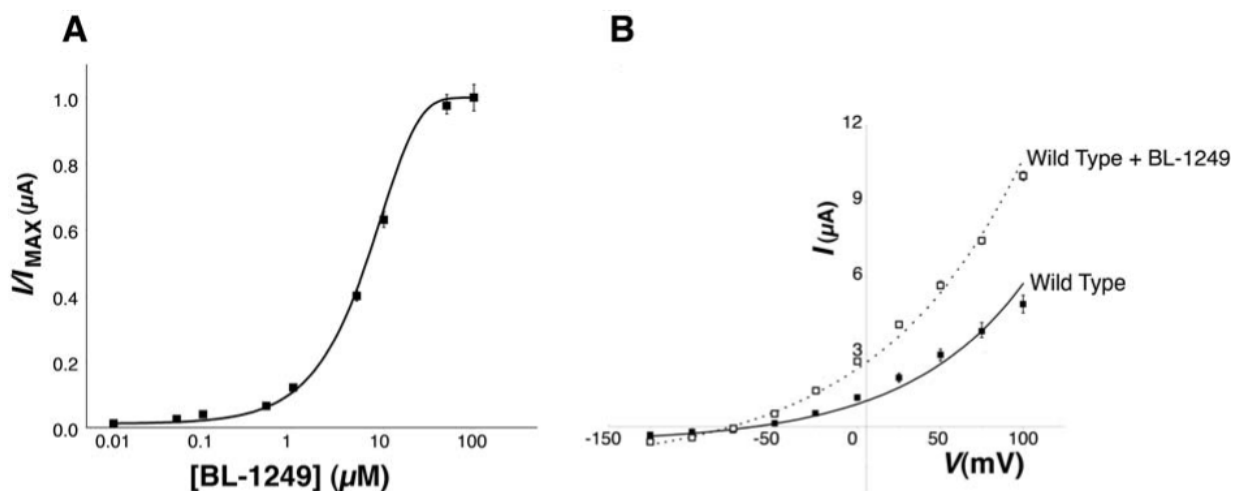 A
1.0
0.8
0.6
0.4
0.2
0.0
I/IMAX (µA)
0.01 0.1 1 10 100
[BL-1249] (µM)
B
12
9
6
3
I (µA)
Wild Type + BL-1249
Wild Type
-150 -50 0 50 100
V(mV)